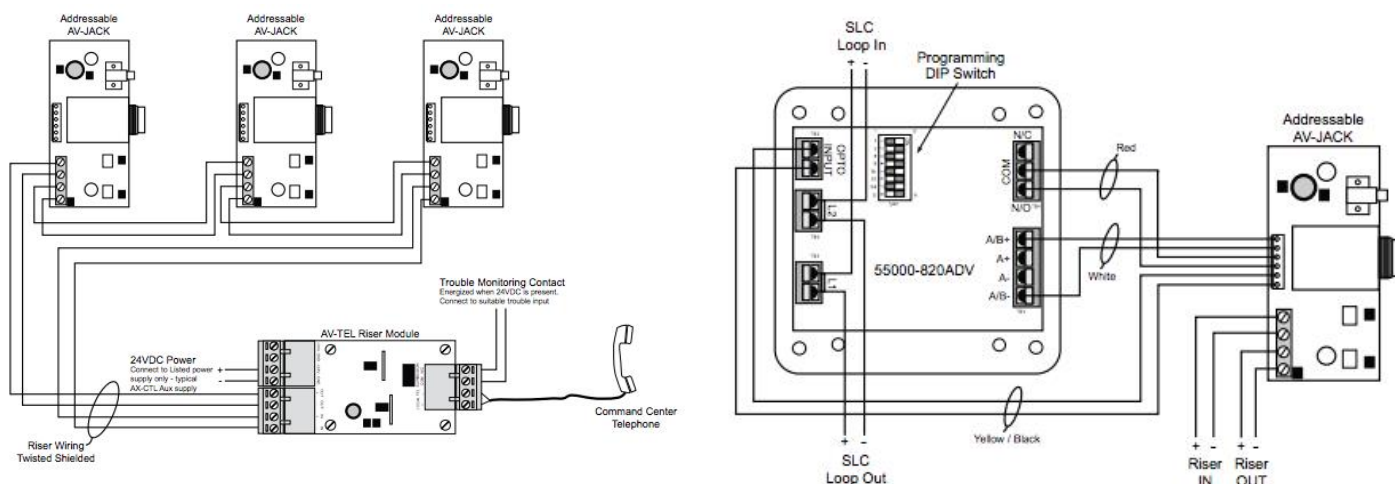 Addressable
AV-JACK
Addressable
AV-JACK
Addressable
AV-JACK
Trouble Monitoring Contact
Energized when 24VDC is present.
Connect to suitable trouble input
AV-TEL Riser Module
24VDC Power
Connect to Listed power
supply only - typical
AX-CTL Aux supply
+
-
Command Center
Telephone
Riser Wiring
Twisted Shielded
SLC
Loop In
+ -
Programming
DIP Switch
Addressable
AV-JACK
OPTO
INPUT
L2
L1
N/C
COM
N/O
Red
A/B+
A+
A-
A/B-
White
55000-820ADV
Yellow / Black
+ -
SLC
Loop Out
+ - + -
Riser Riser
IN OUT